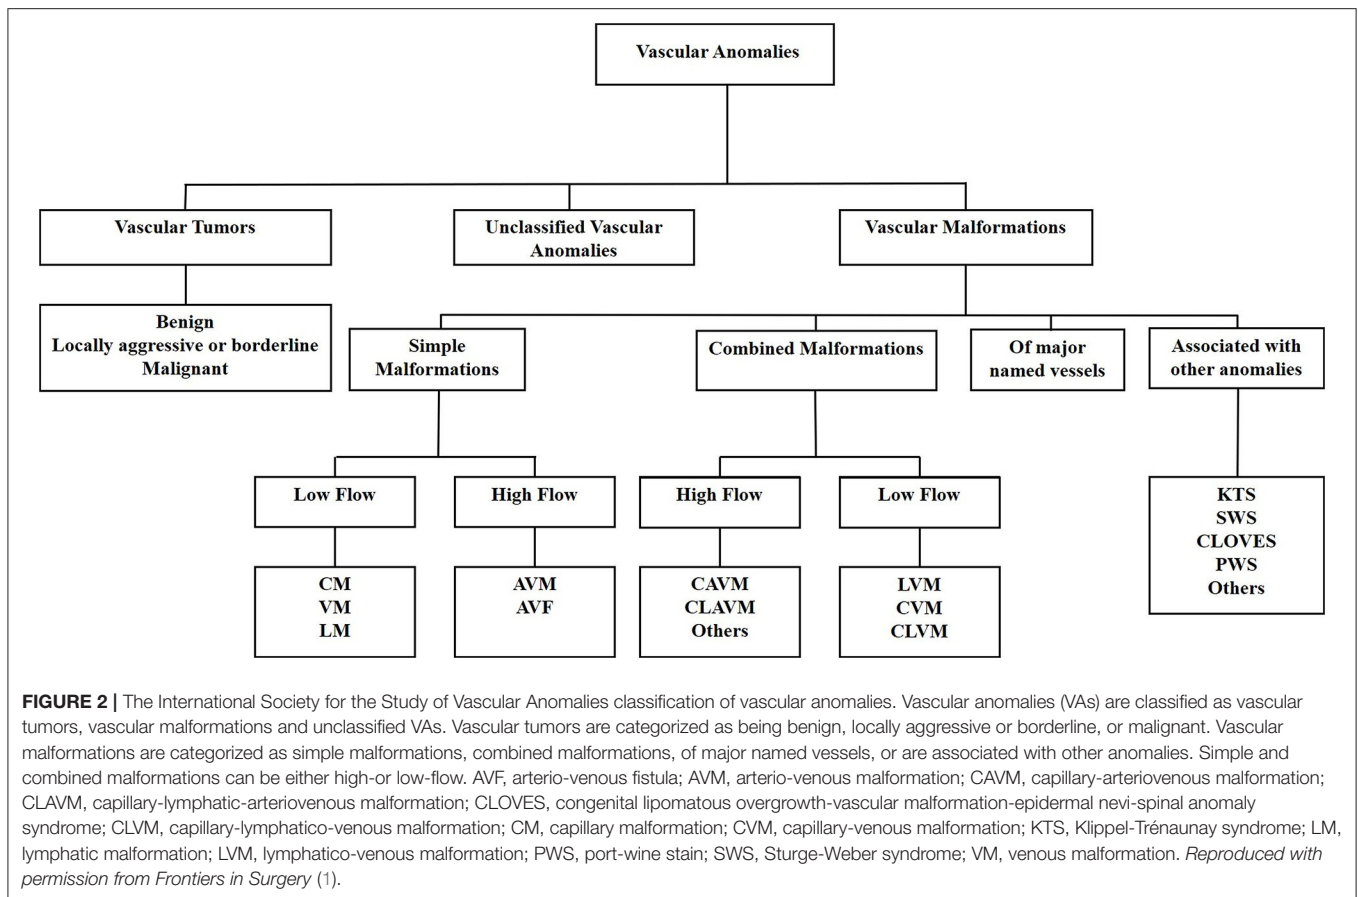 Vascular Anomalies
Vascular Tumors
Unclassified Vascular
Anomalies
Vascular Malformations
Benign
Locally aggressive or borderline
Malignant
Simple
Malformations
Combined Malformations
Of major
named vessels
Associated with
other anomalies
Low Flow
High Flow
High Flow
Low Flow
CM
VM
LM
AVM
AVF
CAVM
CLAVM
Others
LVM
CVM
CLVM
KTS
SWS
CLOVES
PWS
Others
FIGURE 2 | The International Society for the Study of Vascular Anomalies classification of vascular anomalies. Vascular anomalies (VAs) are classified as vascular
tumors, vascular malformations and unclassified VAs. Vascular tumors are categorized as being benign, locally aggressive or borderline, or malignant. Vascular
malformations are categorized as simple malformations, combined malformations, of major named vessels, or are associated with other anomalies. Simple and
combined malformations can be either high-or low-flow. AVF, arterio-venous fistula; AVM, arterio-venous malformation; CAVM, capillary-arteriovenous malformation;
CLAVM, capillary-lymphatic-arteriovenous malformation; CLOVES, congenital lipomatous overgrowth-vascular malformation-epidermal nevi-spinal anomaly
syndrome; CLVM, capillary-lymphatico-venous malformation; CM, capillary malformation; CVM, capillary-venous malformation; KTS, Klippel-Trénaunay syndrome; LM,
lymphatic malformation; LVM, lymphatico-venous malformation; PWS, port-wine stain; SWS, Sturge-Weber syndrome; VM, venous malformation. Reproduced with
permission from Frontiers in Surgery (1).